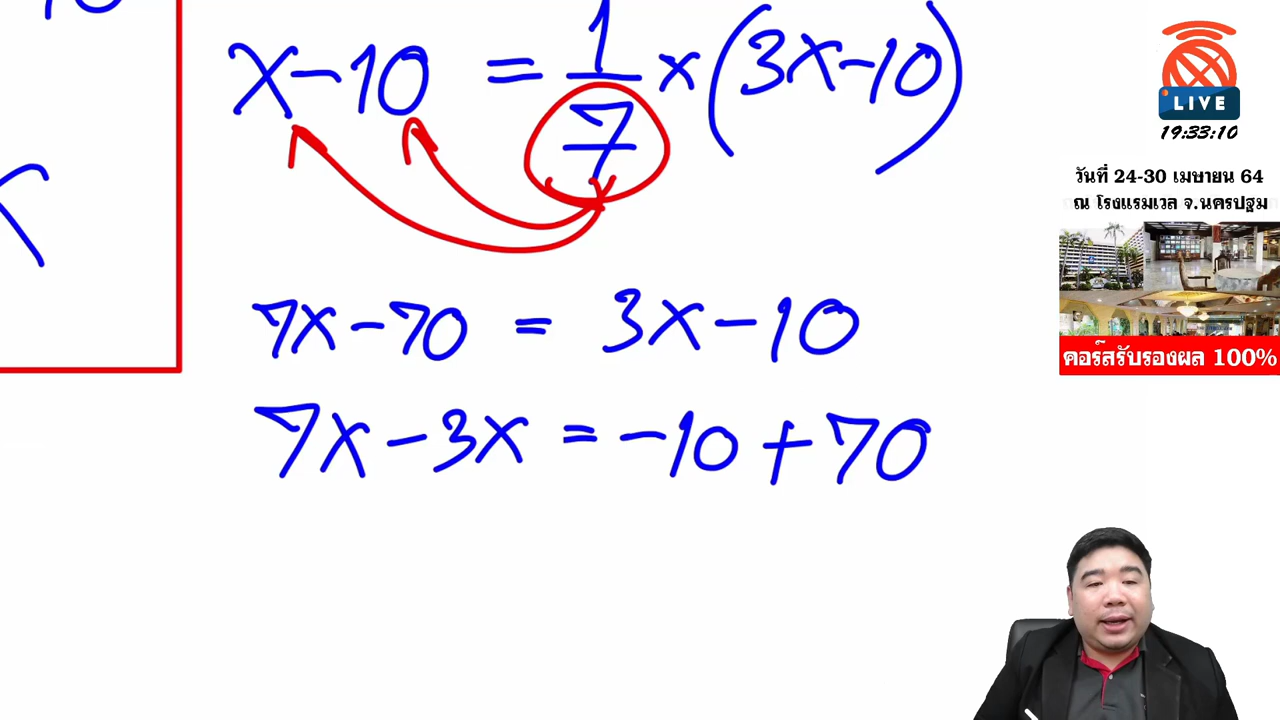 x-10 = 1/7 × (3x-10)
7x-70 = 3x-10
7x-3x = -10+70
LIVE
19:33:10
วันที่ 24-30 เมษายน 64
ณ โรงแรมเวล จ.นครปฐม
คอร์สรับรองผล 100%